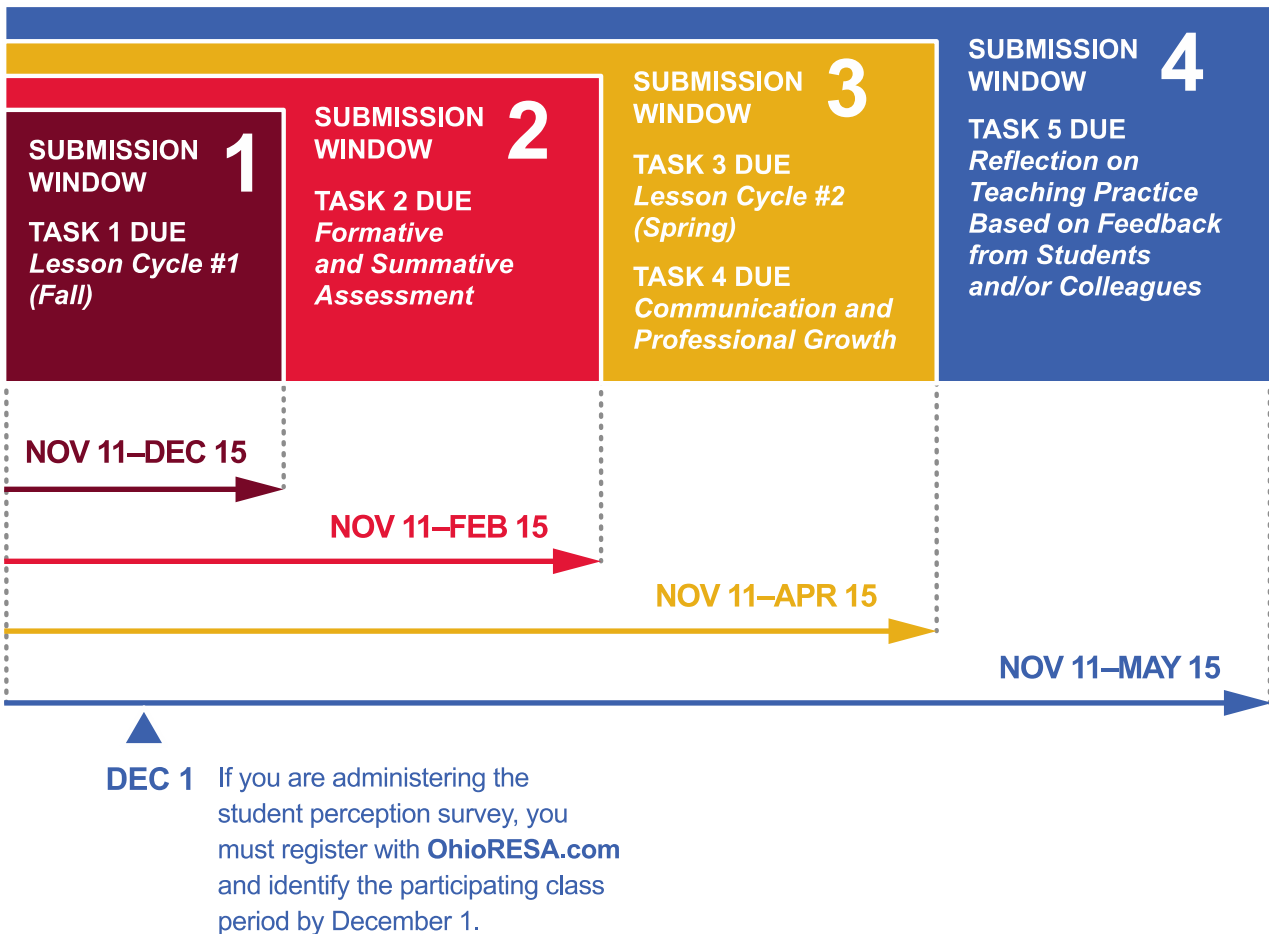 SUBMISSION
WINDOW
1
TASK 1 DUE
Lesson Cycle #1
(Fall)
SUBMISSION
WINDOW
2
TASK 2 DUE
Formative
and Summative
Assessment
SUBMISSION
WINDOW
3
TASK 3 DUE
Lesson Cycle #2
(Spring)
TASK 4 DUE
Communication and
Professional Growth
SUBMISSION
WINDOW
4
TASK 5 DUE
Reflection on
Teaching Practice
Based on Feedback
from Students
and/or Colleagues
NOV 11–DEC 15
NOV 11–FEB 15
NOV 11–APR 15
NOV 11–MAY 15
DEC 1
If you are administering the
student perception survey, you
must register with OhioRESA.com
and identify the participating class
period by December 1.